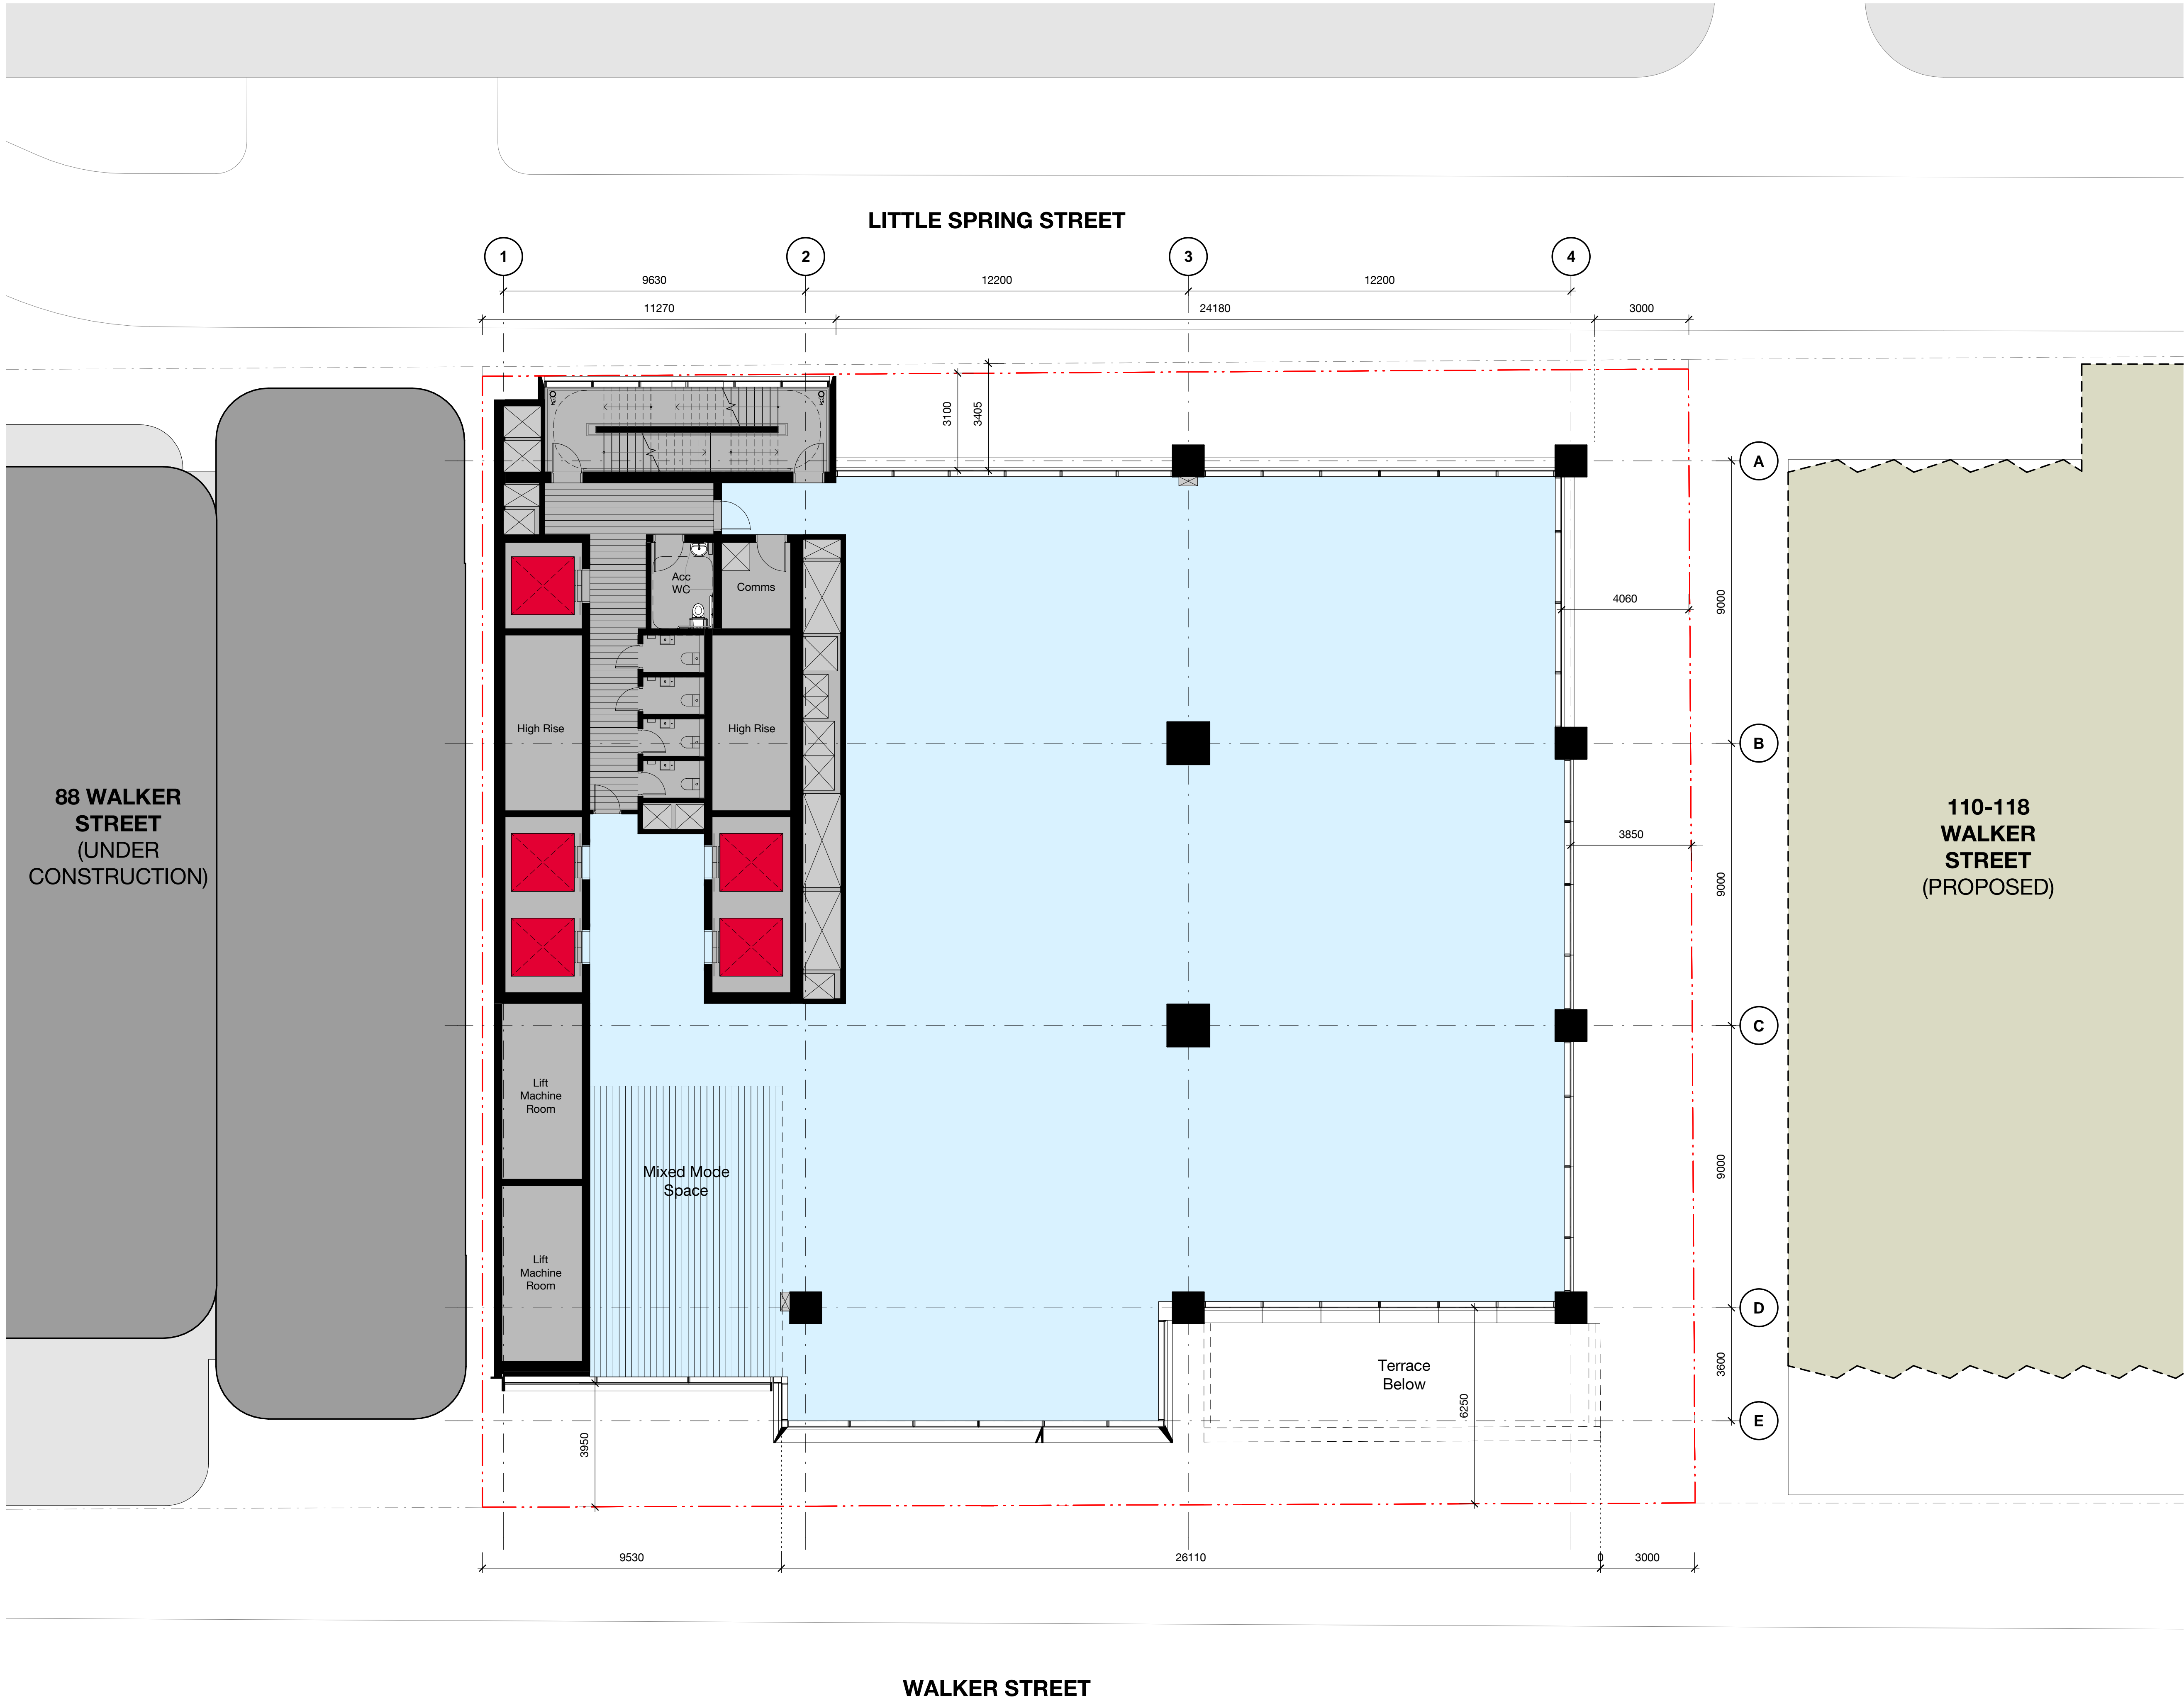 LITTLE SPRING STREET
1
2
3
4
9630
12200
12200
11270
24180
3000
3100
3405
A
9000
4060
Acc
WC
Comms
High Rise
High Rise
B
88 WALKER
STREET
(UNDER
CONSTRUCTION)
110-118
WALKER
STREET
(PROPOSED)
3850
9000
C
Lift
Machine
Room
Mixed Mode
Space
9000
Lift
Machine
Room
D
Terrace
Below
3600
6250
E
3950
9530
26110
0
3000
WALKER STREET